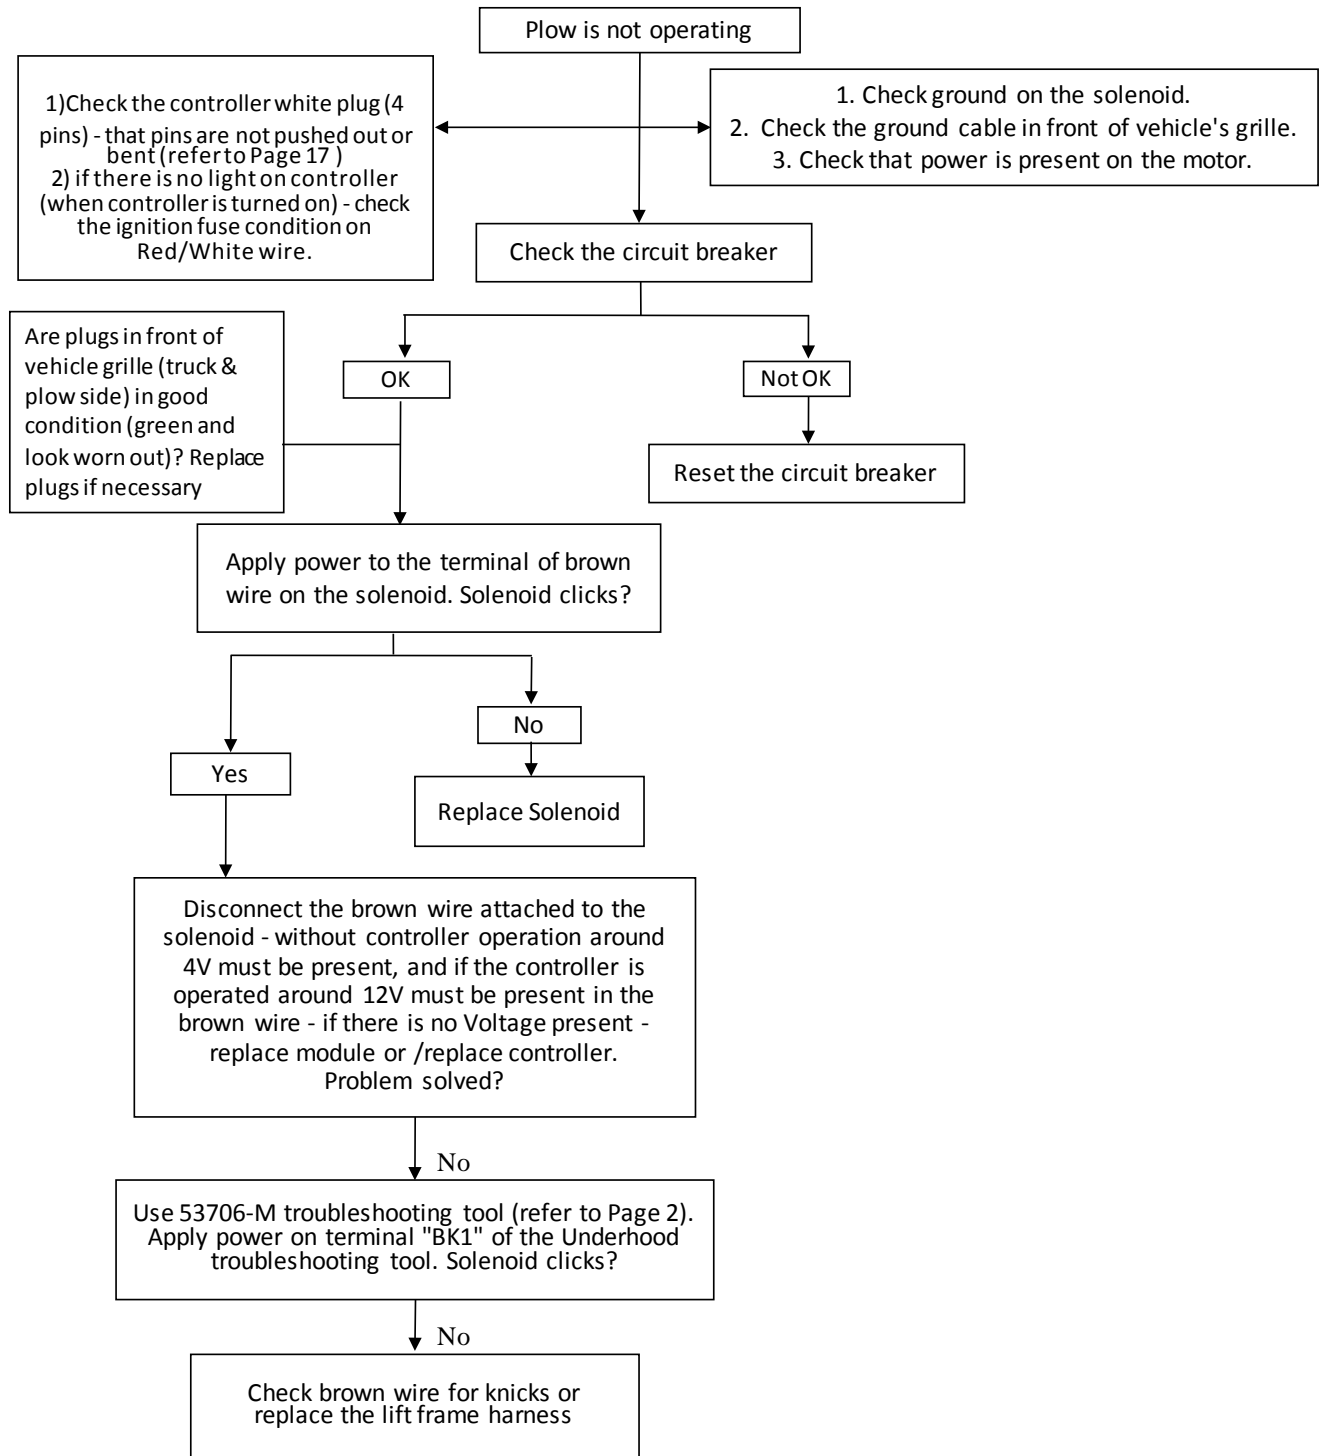 Plow is not operating
1)Check the controller white plug (4
pins) - that pins are not pushed out or
bent (refer to Page 17 )
2) if there is no light on controller
(when controller is turned on) - check
the ignition fuse condition on
Red/White wire.
1. Check ground on the solenoid.
2. Check the ground cable in front of vehicle's grille.
3. Check that power is present on the motor.
Check the circuit breaker
Are plugs in front of
vehicle grille (truck &
plow side) in good
condition (green and
look worn out)? Replace
plugs if necessary
OK
Not OK
Reset the circuit breaker
Apply power to the terminal of brown
wire on the solenoid. Solenoid clicks?
No
Yes
Replace Solenoid
Disconnect the brown wire attached to the
solenoid - without controller operation around
4V must be present, and if the controller is
operated around 12V must be present in the
brown wire - if there is no Voltage present -
replace module or /replace controller.
Problem solved?
No
Use 53706-M troubleshooting tool (refer to Page 2).
Apply power on terminal "BK1" of the Underhood
troubleshooting tool. Solenoid clicks?
No
Check brown wire for knicks or
replace the lift frame harness